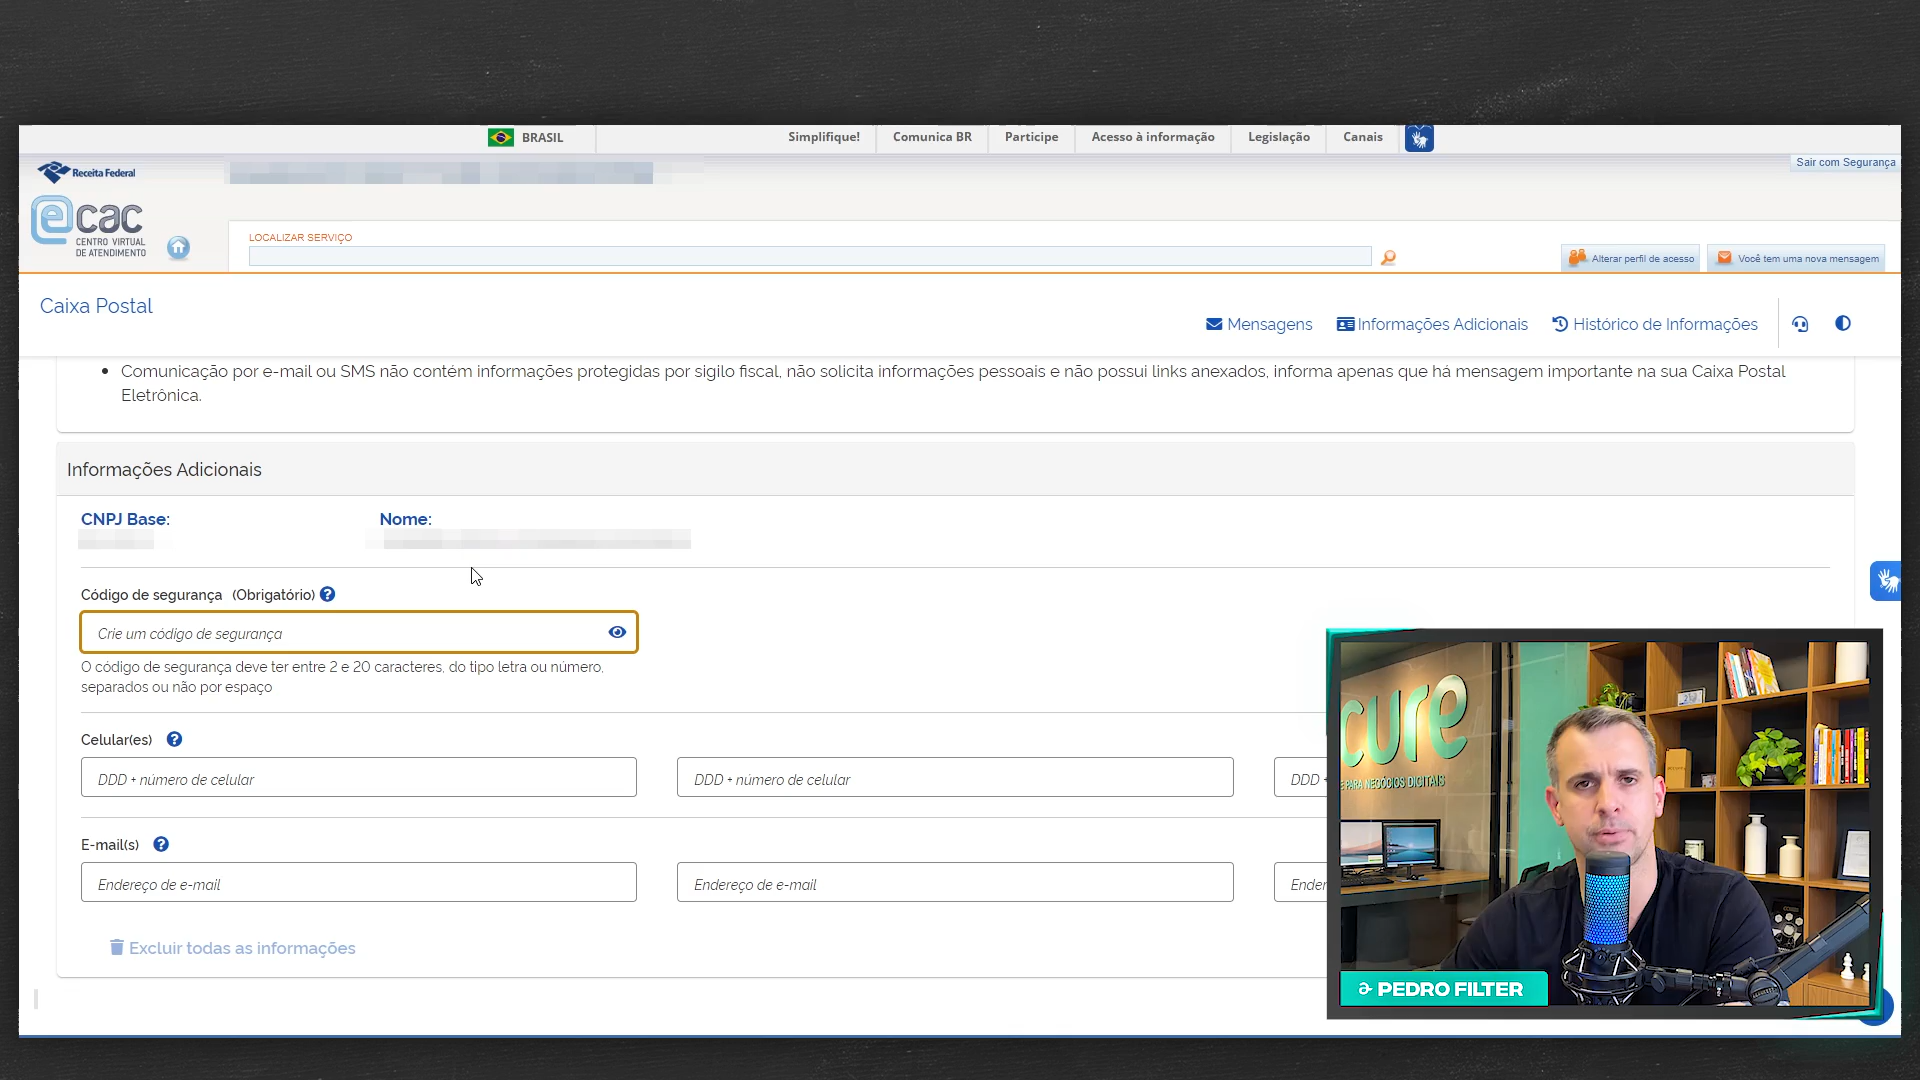 BRASIL
Simplifique!
Comunica BR
Participe
Acesso à informação
Legislação
Canais
Receita Federal
Sair com Segurança
ecac
CENTRO VIRTUAL
DE ATENDIMENTO
LOCALIZAR SERVIÇO
Alterar perfil de acesso
Você tem uma nova mensagem
Caixa Postal
Mensagens
Informações Adicionais
Histórico de Informações
• Comunicação por e-mail ou SMS não contém informações protegidas por sigilo fiscal, não solicita informações pessoais e não possui links anexados, informa apenas que há mensagem importante na sua Caixa Postal
Eletrônica.
Informações Adicionais
CNPJ Base:
Nome:
Código de segurança (Obrigatório)
Crie um código de segurança
O código de segurança deve ter entre 2 e 20 caracteres, do tipo letra ou número,
separados ou não por espaço
Celular(es)
DDD + número de celular
DDD + número de celular
DDD +
E-mail(s)
Endereço de e-mail
Endereço de e-mail
Ender
Excluir todas as informações
cure
E PARA NEGÓCIOS DIGITAIS
PEDRO FILTER